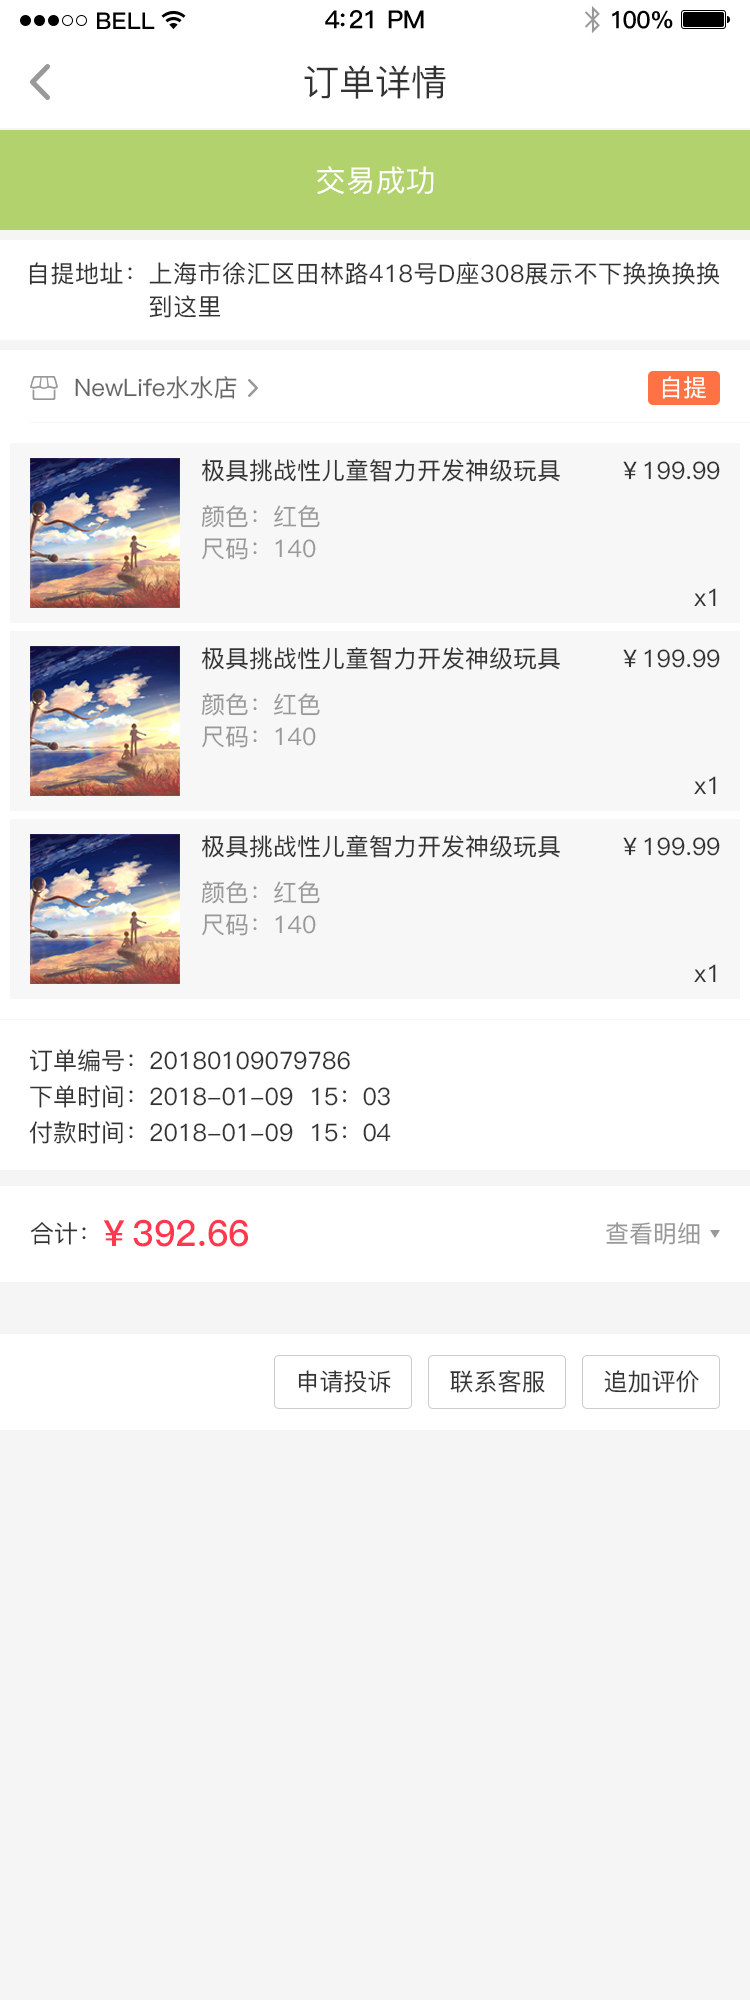 BELL 4:21 PM 100%
订单详情
交易成功
自提地址：上海市徐汇区田林路418号D座308展示不下换换换换
到这里
NewLife水水店 自提
极具挑战性儿童智力开发神级玩具 ¥ 199.99
颜色：红色
尺码：140
x1
极具挑战性儿童智力开发神级玩具 ¥ 199.99
颜色：红色
尺码：140
x1
极具挑战性儿童智力开发神级玩具 ¥ 199.99
颜色：红色
尺码：140
x1
订单编号：20180109079786
下单时间：2018-01-09 15：03
付款时间：2018-01-09 15：04
合计：¥ 392.66 查看明细
申请投诉 联系客服 追加评价